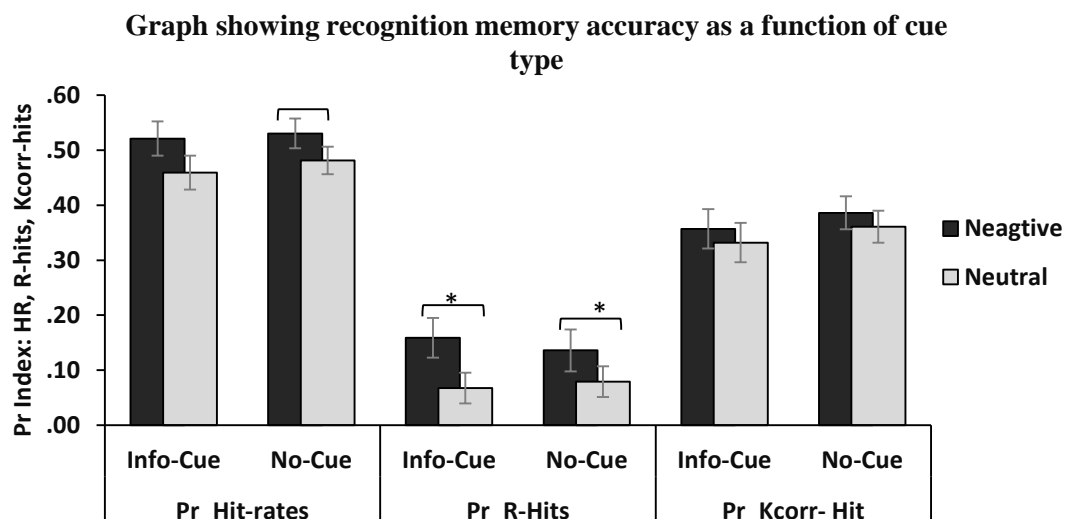 Graph showing recognition memory accuracy as a function of cue
type
Pr Index: HR, R-hits, Kcorr-hits
.60
.50
.40
.30
.20
.10
.00
*
*
Neagtive
Neutral
Info-Cue No-Cue Info-Cue No-Cue Info-Cue No-Cue
Pr Hit-rates Pr R-Hits Pr Kcorr- Hit